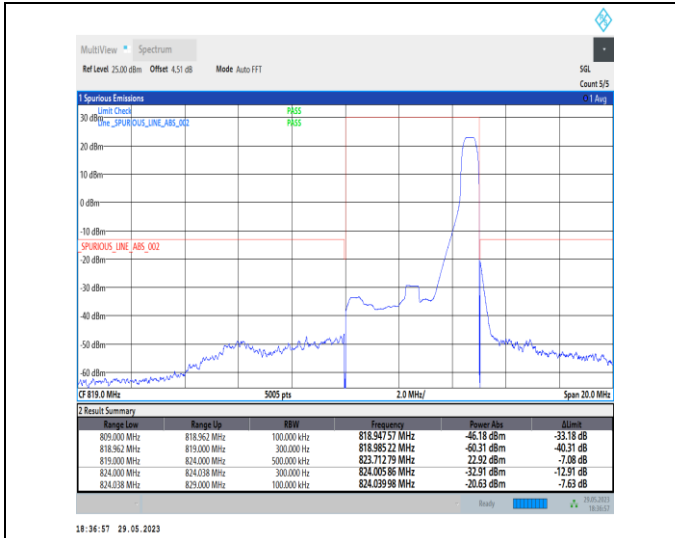 MultiView Spectrum
Ref Level 25.00 dBm Offset 4.51 dB Mode Auto FFT SGL
Count 5/5
1 Spurious Emissions 1 Avg
Limit Check PASS
Line _SPURIOUS_LINE_ABS_002 PASS
30 dBm
20 dBm
10 dBm
0 dBm
-10 dBm
_SPURIOUS_LINE_ABS_002
-20 dBm
-30 dBm
-40 dBm
-50 dBm
-60 dBm
CF 819.0 MHz 5005 pts 2.0 MHz/ Span 20.0 MHz
2 Result Summary
Range Low Range Up RBW Frequency Power Abs ΔLimit
809.000 MHz 818.962 MHz 100.000 kHz 818.947 57 MHz -46.18 dBm -33.18 dB
818.962 MHz 819.000 MHz 300.000 Hz 818.985 22 MHz -60.31 dBm -40.31 dB
819.000 MHz 824.000 MHz 500.000 kHz 823.712 79 MHz 22.92 dBm -7.08 dB
824.000 MHz 824.038 MHz 300.000 Hz 824.005 86 MHz -32.91 dBm -12.91 dB
824.038 MHz 829.000 MHz 100.000 kHz 824.039 98 MHz -20.63 dBm -7.63 dB
Ready 29.05.2023
18:36:57
18:36:57 29.05.2023